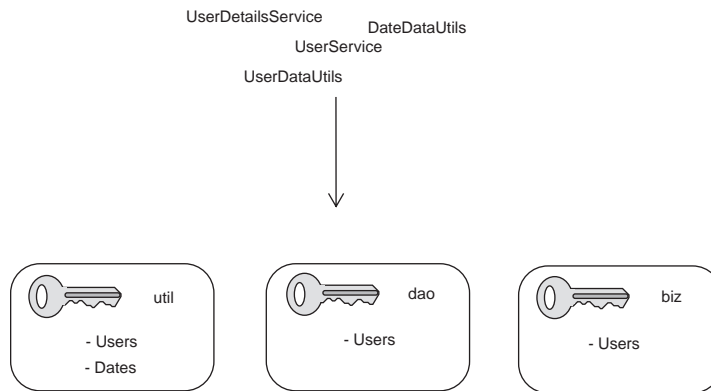 UserDetailsService
DateDataUtils
UserService
UserDataUtils
util
- Users
- Dates
dao
- Users
biz
- Users